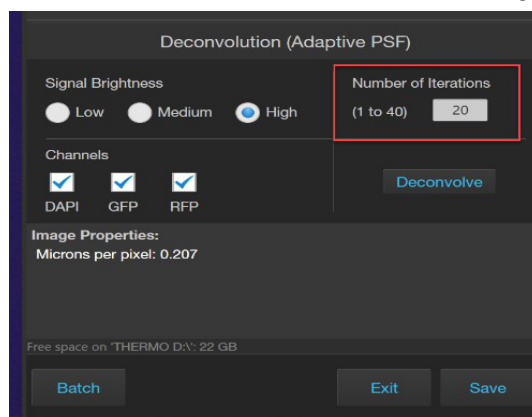 Deconvolution (Adaptive PSF)
Signal Brightness
Low Medium High
Number of Iterations
(1 to 40) 20
Channels
DAPI GFP RFP
Deconvolve
Image Properties:
Microns per pixel: 0.207
Free space on 'THERMO D:\': 22 GB
Batch Exit Save